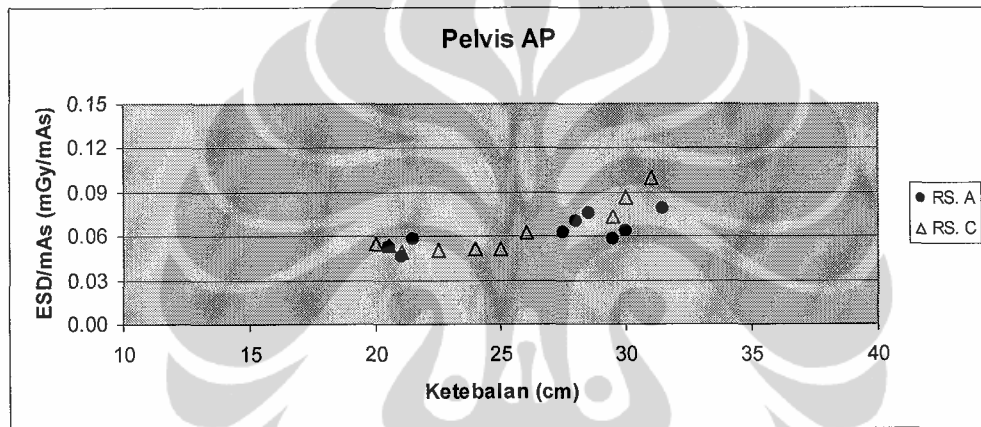 Pelvis AP
ESD/mAs (mGy/mAs)
0.15
0.12
0.09
0.06
0.03
0.00
10 15 20 25 30 35 40
Ketebalan (cm)
RS. A
RS. C